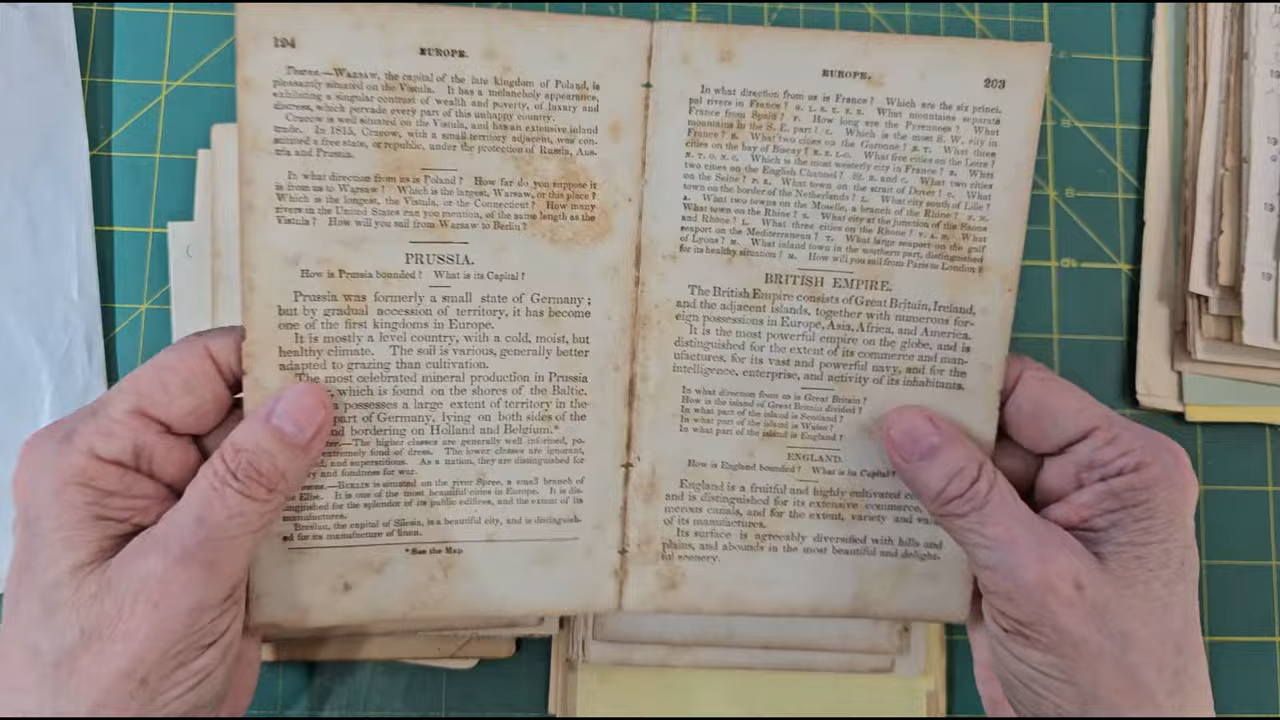 194
EUROPE.
Towns.—Warsaw, the capital of the late kingdom of Poland, is
pleasantly situated on the Vistula. It has a melancholy appearance,
exhibiting a singular contrast of wealth and poverty, of luxury and
distress, which pervade every part of this unhappy country.
Cracow is well situated on the Vistula, and has an extensive inland
trade. In 1815, Cracow, with a small territory adjacent, was con-
stituted a free state, or republic, under the protection of Russia, Aus-
tria and Prussia.
In what direction from us is Poland? How far do you suppose it
is from us to Warsaw? Which is the largest, Warsaw, or this place?
Which is the longest, the Vistula, or the Connecticut? How many
rivers in the United States can you mention, of the same length as the
Vistula? How will you sail from Warsaw to Berlin?
PRUSSIA.
How is Prussia bounded? What is its Capital?
Prussia was formerly a small state of Germany;
but by gradual accession of territory, it has become
one of the first kingdoms in Europe.
It is mostly a level country, with a cold, moist, but
healthy climate. The soil is various, generally better
adapted to grazing than cultivation.
The most celebrated mineral production in Prussia
which is found on the shores of the Baltic.
possesses a large extent of territory in the
part of Germany, lying on both sides of the
nd bordering on Holland and Belgium.*
The higher classes are generally well informed, po-
extremely fond of dress. The lower classes are ignorant,
and superstitious. As a nation, they are distinguished for
ry and fondness for war.
Berlin is situated on the river Spree, a small branch of
the Elbe. It is one of the most beautiful cities in Europe. It is dis-
tinguished for the splendor of its public edifices, and the extent of its
manufactures.
Breslau, the capital of Silesia, is a beautiful city, and is distinguish-
ed for its manufacture of linen.
* See the Map
EUROPE.
203
In what direction from us is France? Which are the six princi-
pal rivers in France? G. L. S. R. S. R. What mountains separate
France from Spain? P. How long are the Pyrennees? What
mountains in the S. E. part? C. Which is the most S. W. city in
France? B. What two cities on the Garonne? B. T. What three
cities on the bay of Biscay? What five cities on the Loire?
N. T. O. N. C. Which is the most westerly city in France? B. What
two cities on the English Channel? St. B. and C. What two cities
on the Seine? P. R. What town on the strait of Dover? C. What
town on the border of the Netherlands? L. What city south of Lille?
A. What two towns on the Moselle, a branch of the Rhine?
What town on the Rhine? S. What city at the junction of the Saone
and Rhone? L. What three cities on the Rhone? What
seaport on the Mediterranean? T. What large seaport on the gulf
of Lyons? M. What inland town in the southern part, distinguished
for its healthy situation? M. How will you sail from Paris to London?
BRITISH EMPIRE.
The British Empire consists of Great Britain, Ireland,
and the adjacent islands, together with numerous for-
eign possessions in Europe, Asia, Africa, and America.
It is the most powerful empire on the globe, and is
distinguished for the extent of its commerce and man-
ufactures, for its vast and powerful navy, and for the
intelligence, enterprise, and activity of its inhabitants.
In what direction from us is Great Britain?
How is the island of Great Britain divided?
In what part of the island is Scotland?
In what part of the island is Wales?
In what part of the island is England?
ENGLAND.
How is England bounded? What is its Capital?
England is a fruitful and highly cultivated
and is distinguished for its extensive commerce,
merous canals, and for the extent, variety and
of its manufactures.
Its surface is agreeably diversified with hills and
plains, and abounds in the most beautiful and delight-
ful scenery.